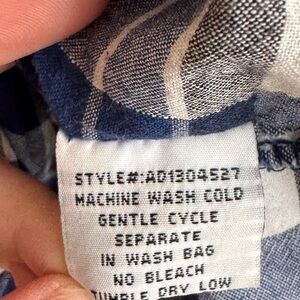 STYLE#:AD1304527
MACHINE WASH COLD
GENTLE CYCLE
SEPARATE
IN WASH BAG
NO BLEACH
TUMBLE DRY LOW